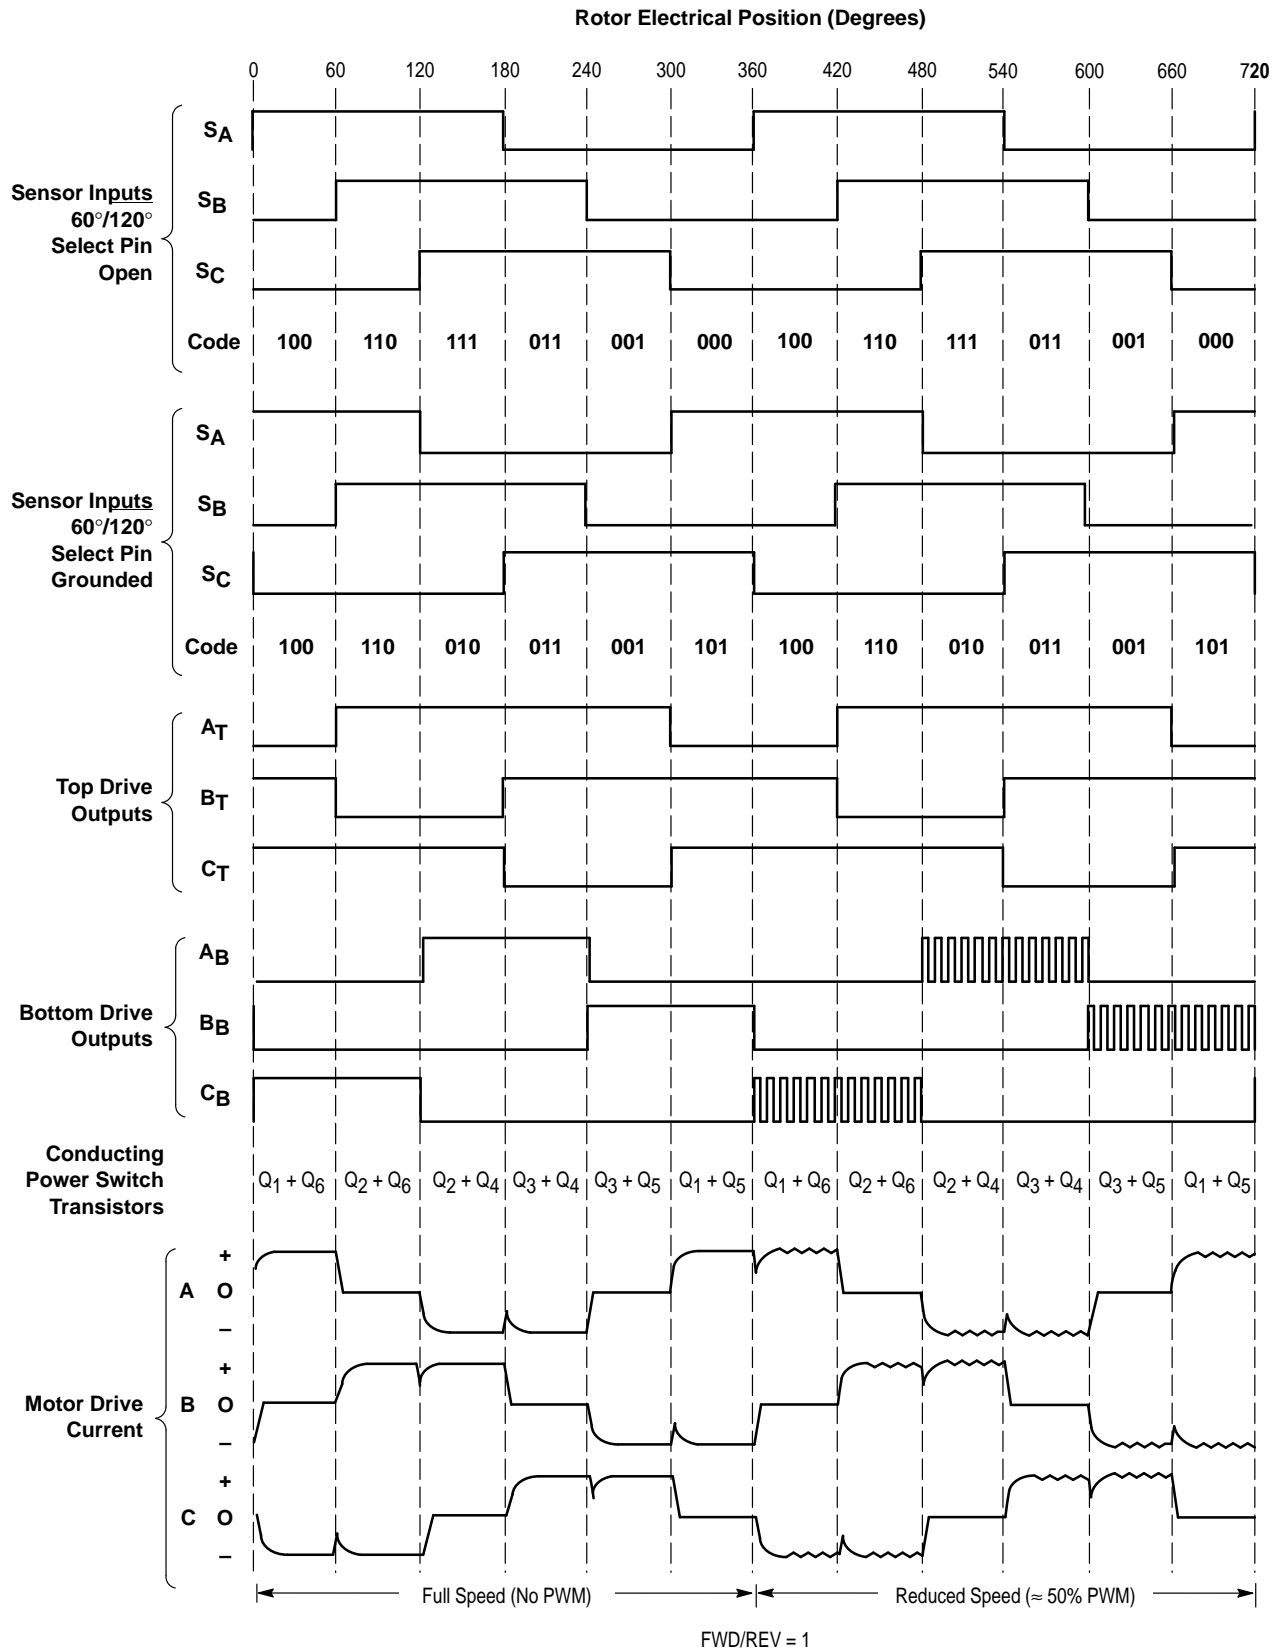 Rotor Electrical Position (Degrees)
0 60 120 180 240 300 360 420 480 540 600 660 720
SA
Sensor Inputs
60°/120°
Select Pin
Open
SB
SC
Code 100 110 111 011 001 000 100 110 111 011 001 000
SA
Sensor Inputs
60°/120°
Select Pin
Grounded
SB
SC
Code 100 110 010 011 001 101 100 110 010 011 001 101
AT
Top Drive
Outputs
BT
CT
AB
Bottom Drive
Outputs
BB
CB
Conducting
Power Switch
Transistors
Q1 + Q6 Q2 + Q6 Q2 + Q4 Q3 + Q4 Q3 + Q5 Q1 + Q5 Q1 + Q6 Q2 + Q6 Q2 + Q4 Q3 + Q4 Q3 + Q5 Q1 + Q5
+
A O
–
+
Motor Drive
Current
B O
–
+
C O
–
Full Speed (No PWM) Reduced Speed (≈ 50% PWM)
FWD/REV = 1